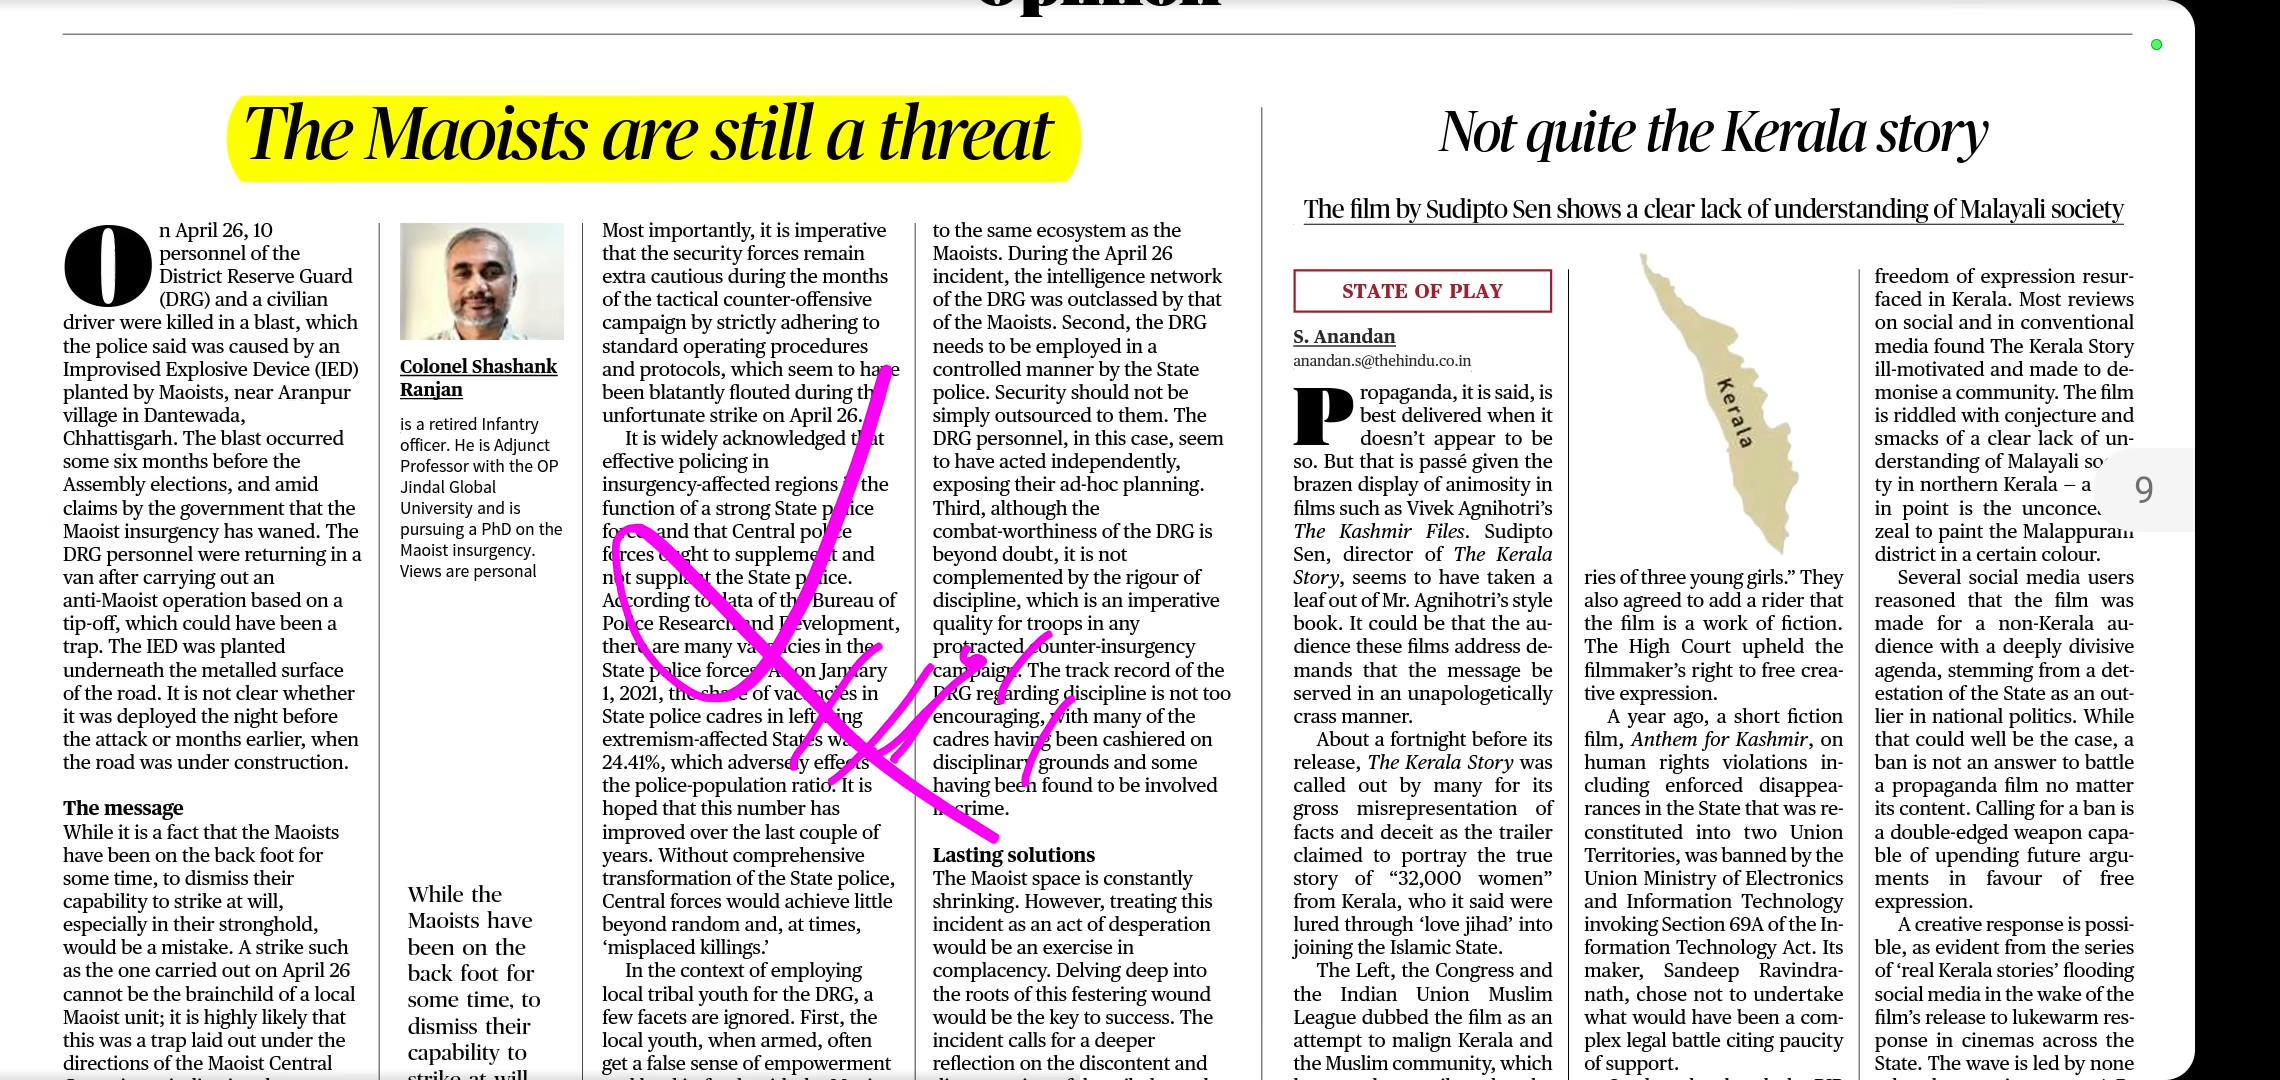 Opinion
The Maoists are still a threat
On April 26, 10
personnel of the
District Reserve Guard
(DRG) and a civilian
driver were killed in a blast, which
the police said was caused by an
Improvised Explosive Device (IED)
planted by Maoists, near Aranpur
village in Dantewada,
Chhattisgarh. The blast occurred
some six months before the
Assembly elections, and amid
claims by the government that the
Maoist insurgency has waned. The
DRG personnel were returning in a
van after carrying out an
anti-Maoist operation based on a
tip-off, which could have been a
trap. The IED was planted
underneath the metalled surface
of the road. It is not clear whether
it was deployed the night before
the attack or months earlier, when
the road was under construction.
The message
While it is a fact that the Maoists
have been on the back foot for
some time, to dismiss their
capability to strike at will,
especially in their stronghold,
would be a mistake. A strike such
as the one carried out on April 26
cannot be the brainchild of a local
Maoist unit; it is highly likely that
this was a trap laid out under the
directions of the Maoist Central
Colonel Shashank
Ranjan
is a retired Infantry
officer. He is Adjunct
Professor with the OP
Jindal Global
University and is
pursuing a PhD on the
Maoist insurgency.
Views are personal
While the
Maoists have
been on the
back foot for
some time, to
dismiss their
capability to
strike at will
Most importantly, it is imperative
that the security forces remain
extra cautious during the months
of the tactical counter-offensive
campaign by strictly adhering to
standard operating procedures
and protocols, which seem to have
been blatantly flouted during the
unfortunate strike on April 26.
It is widely acknowledged that
effective policing in
insurgency-affected regions is the
function of a strong State police
force and that Central police
forces ought to supplement and
not supplant the State police.
According to data of the Bureau of
Police Research and Development,
there are many vacancies in the
State police forces. As on January
1, 2021, the share of vacancies in
State police cadres in left-wing
extremism-affected States was
24.41%, which adversely effects
the police-population ratio. It is
hoped that this number has
improved over the last couple of
years. Without comprehensive
transformation of the State police,
Central forces would achieve little
beyond random and, at times,
‘misplaced killings.’
In the context of employing
local tribal youth for the DRG, a
few facets are ignored. First, the
local youth, when armed, often
get a false sense of empowerment
to the same ecosystem as the
Maoists. During the April 26
incident, the intelligence network
of the DRG was outclassed by that
of the Maoists. Second, the DRG
needs to be employed in a
controlled manner by the State
police. Security should not be
simply outsourced to them. The
DRG personnel, in this case, seem
to have acted independently,
exposing their ad-hoc planning.
Third, although the
combat-worthiness of the DRG is
beyond doubt, it is not
complemented by the rigour of
discipline, which is an imperative
quality for troops in any
protracted counter-insurgency
campaign. The track record of the
DRG regarding discipline is not too
encouraging, with many of the
cadres having been cashiered on
disciplinary grounds and some
having been found to be involved
in crime.
Lasting solutions
The Maoist space is constantly
shrinking. However, treating this
incident as an act of desperation
would be an exercise in
complacency. Delving deep into
the roots of this festering wound
would be the key to success. The
incident calls for a deeper
reflection on the discontent and
Not quite the Kerala story
The film by Sudipto Sen shows a clear lack of understanding of Malayali society
STATE OF PLAY
S. Anandan
anandan.s@thehindu.co.in
Propaganda, it is said, is
best delivered when it
doesn’t appear to be
so. But that is passé given the
brazen display of animosity in
films such as Vivek Agnihotri’s
The Kashmir Files. Sudipto
Sen, director of The Kerala
Story, seems to have taken a
leaf out of Mr. Agnihotri’s style
book. It could be that the au-
dience these films address de-
mands that the message be
served in an unapologetically
crass manner.
About a fortnight before its
release, The Kerala Story was
called out by many for its
gross misrepresentation of
facts and deceit as the trailer
claimed to portray the true
story of “32,000 women”
from Kerala, who it said were
lured through ‘love jihad’ into
joining the Islamic State.
The Left, the Congress and
the Indian Union Muslim
League dubbed the film as an
attempt to malign Kerala and
the Muslim community, which
Kerala
ries of three young girls.” They
also agreed to add a rider that
the film is a work of fiction.
The High Court upheld the
filmmaker’s right to free crea-
tive expression.
A year ago, a short fiction
film, Anthem for Kashmir, on
human rights violations in-
cluding enforced disappea-
rances in the State that was re-
constituted into two Union
Territories, was banned by the
Union Ministry of Electronics
and Information Technology
invoking Section 69A of the In-
formation Technology Act. Its
maker, Sandeep Ravindra-
nath, chose not to undertake
what would have been a com-
plex legal battle citing paucity
of support.
freedom of expression resur-
faced in Kerala. Most reviews
on social and in conventional
media found The Kerala Story
ill-motivated and made to de-
monise a community. The film
is riddled with conjecture and
smacks of a clear lack of un-
derstanding of Malayali
ty in northern Kerala – a
in point is the
zeal to paint the Malappuram
district in a certain colour.
Several social media users
reasoned that the film was
made for a non-Kerala au-
dience with a deeply divisive
agenda, stemming from a det-
estation of the State as an out-
lier in national politics. While
that could well be the case, a
ban is not an answer to battle
a propaganda film no matter
its content. Calling for a ban is
a double-edged weapon capa-
ble of upending future argu-
ments in favour of free
expression.
A creative response is possi-
ble, as evident from the series
of ‘real Kerala stories’ flooding
social media in the wake of the
film’s release to lukewarm res-
ponse in cinemas across the
State. The wave is led by none
9